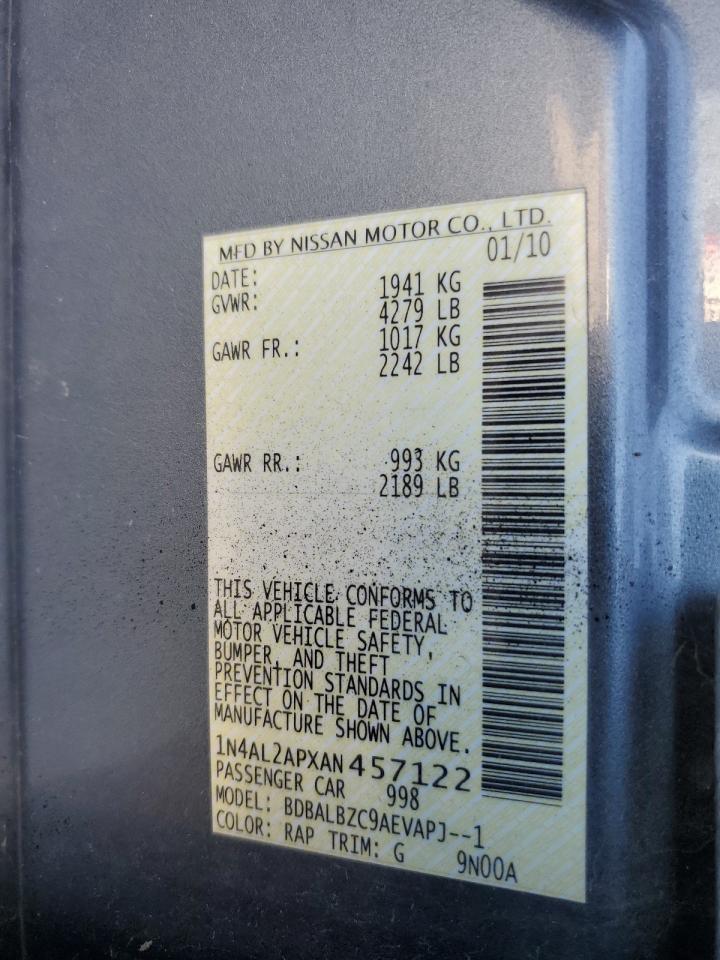 MFD BY NISSAN MOTOR CO., LTD.
DATE: 01/10
GVWR: 1941 KG
4279 LB
GAWR FR.: 1017 KG
2242 LB
GAWR RR.: 993 KG
2189 LB
THIS VEHICLE CONFORMS TO
ALL APPLICABLE FEDERAL
MOTOR VEHICLE SAFETY,
BUMPER, AND THEFT
PREVENTION STANDARDS IN
EFFECT ON THE DATE OF
MANUFACTURE SHOWN ABOVE.
1N4AL2APXAN457122
PASSENGER CAR 998
MODEL: BDBALBZC9AEVAPJ--1
COLOR: RAP TRIM: G 9N00A